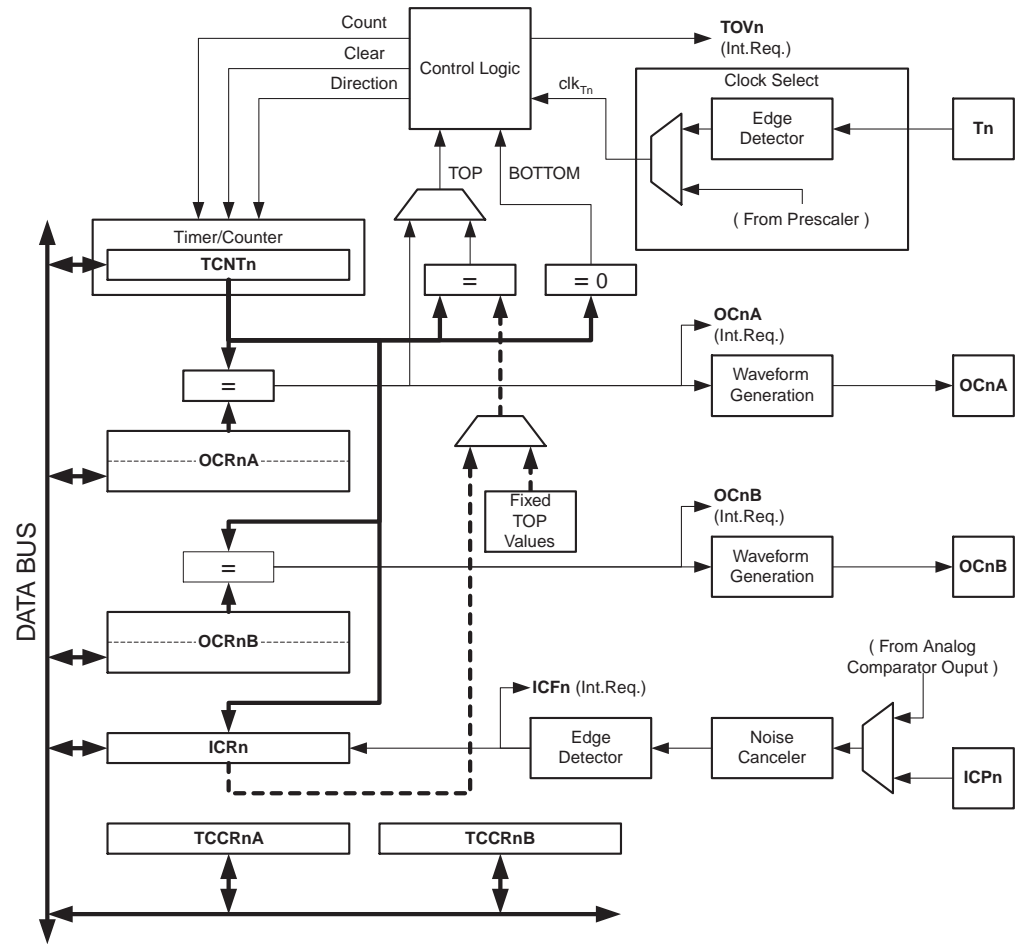 Count
Clear
Direction
Control Logic
TOVn
(Int.Req.)
clkTn
Clock Select
Edge
Detector
Tn
( From Prescaler )
TOP
BOTTOM
Timer/Counter
TCNTn
=
= 0
OCnA
(Int.Req.)
=
Waveform
Generation
OCnA
OCRnA
Fixed
TOP
Values
OCnB
(Int.Req.)
=
Waveform
Generation
OCnB
OCRnB
DATA BUS
( From Analog
Comparator Ouput )
ICFn (Int.Req.)
ICRn
Edge
Detector
Noise
Canceler
ICPn
TCCRnA
TCCRnB